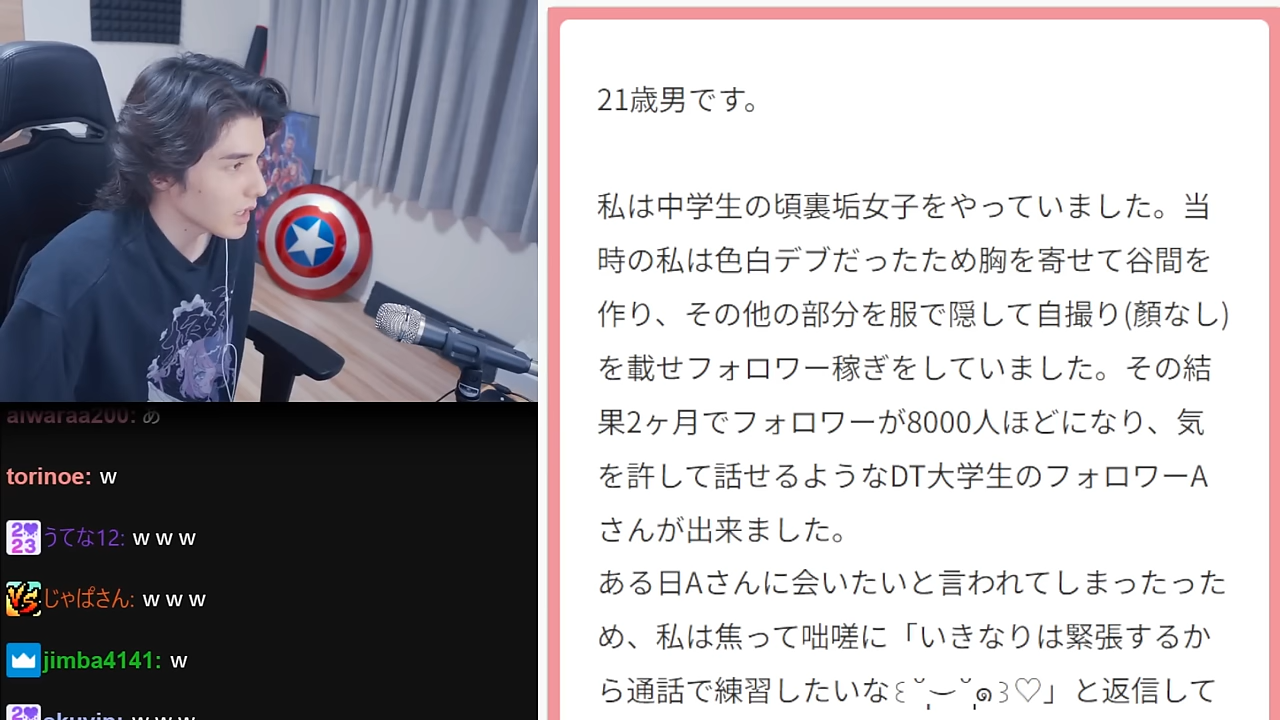 21歳男です。
私は中学生の頃裏垢女子をやっていました。当
時の私は色白デブだったため胸を寄せて谷間を
作り、その他の部分を服で隠して自撮り(顔なし)
を載せフォロワー稼ぎをしていました。その結
果2ヶ月でフォロワーが8000人ほどになり、気
を許して話せるようなDT大学生のフォロワーA
さんが出来ました。
ある日Aさんに会いたいと言われてしまったった
め、私は焦って咄嗟に「いきなりは緊張するか
ら通話で練習したいな꒰ ˘̩̩̩⌣˘̩̩̩๑꒱♡」と返信して
aiwaraa200: あ
torinoe: w
うてな12: w w w
じゃぱさん: w w w
jimba4141: w